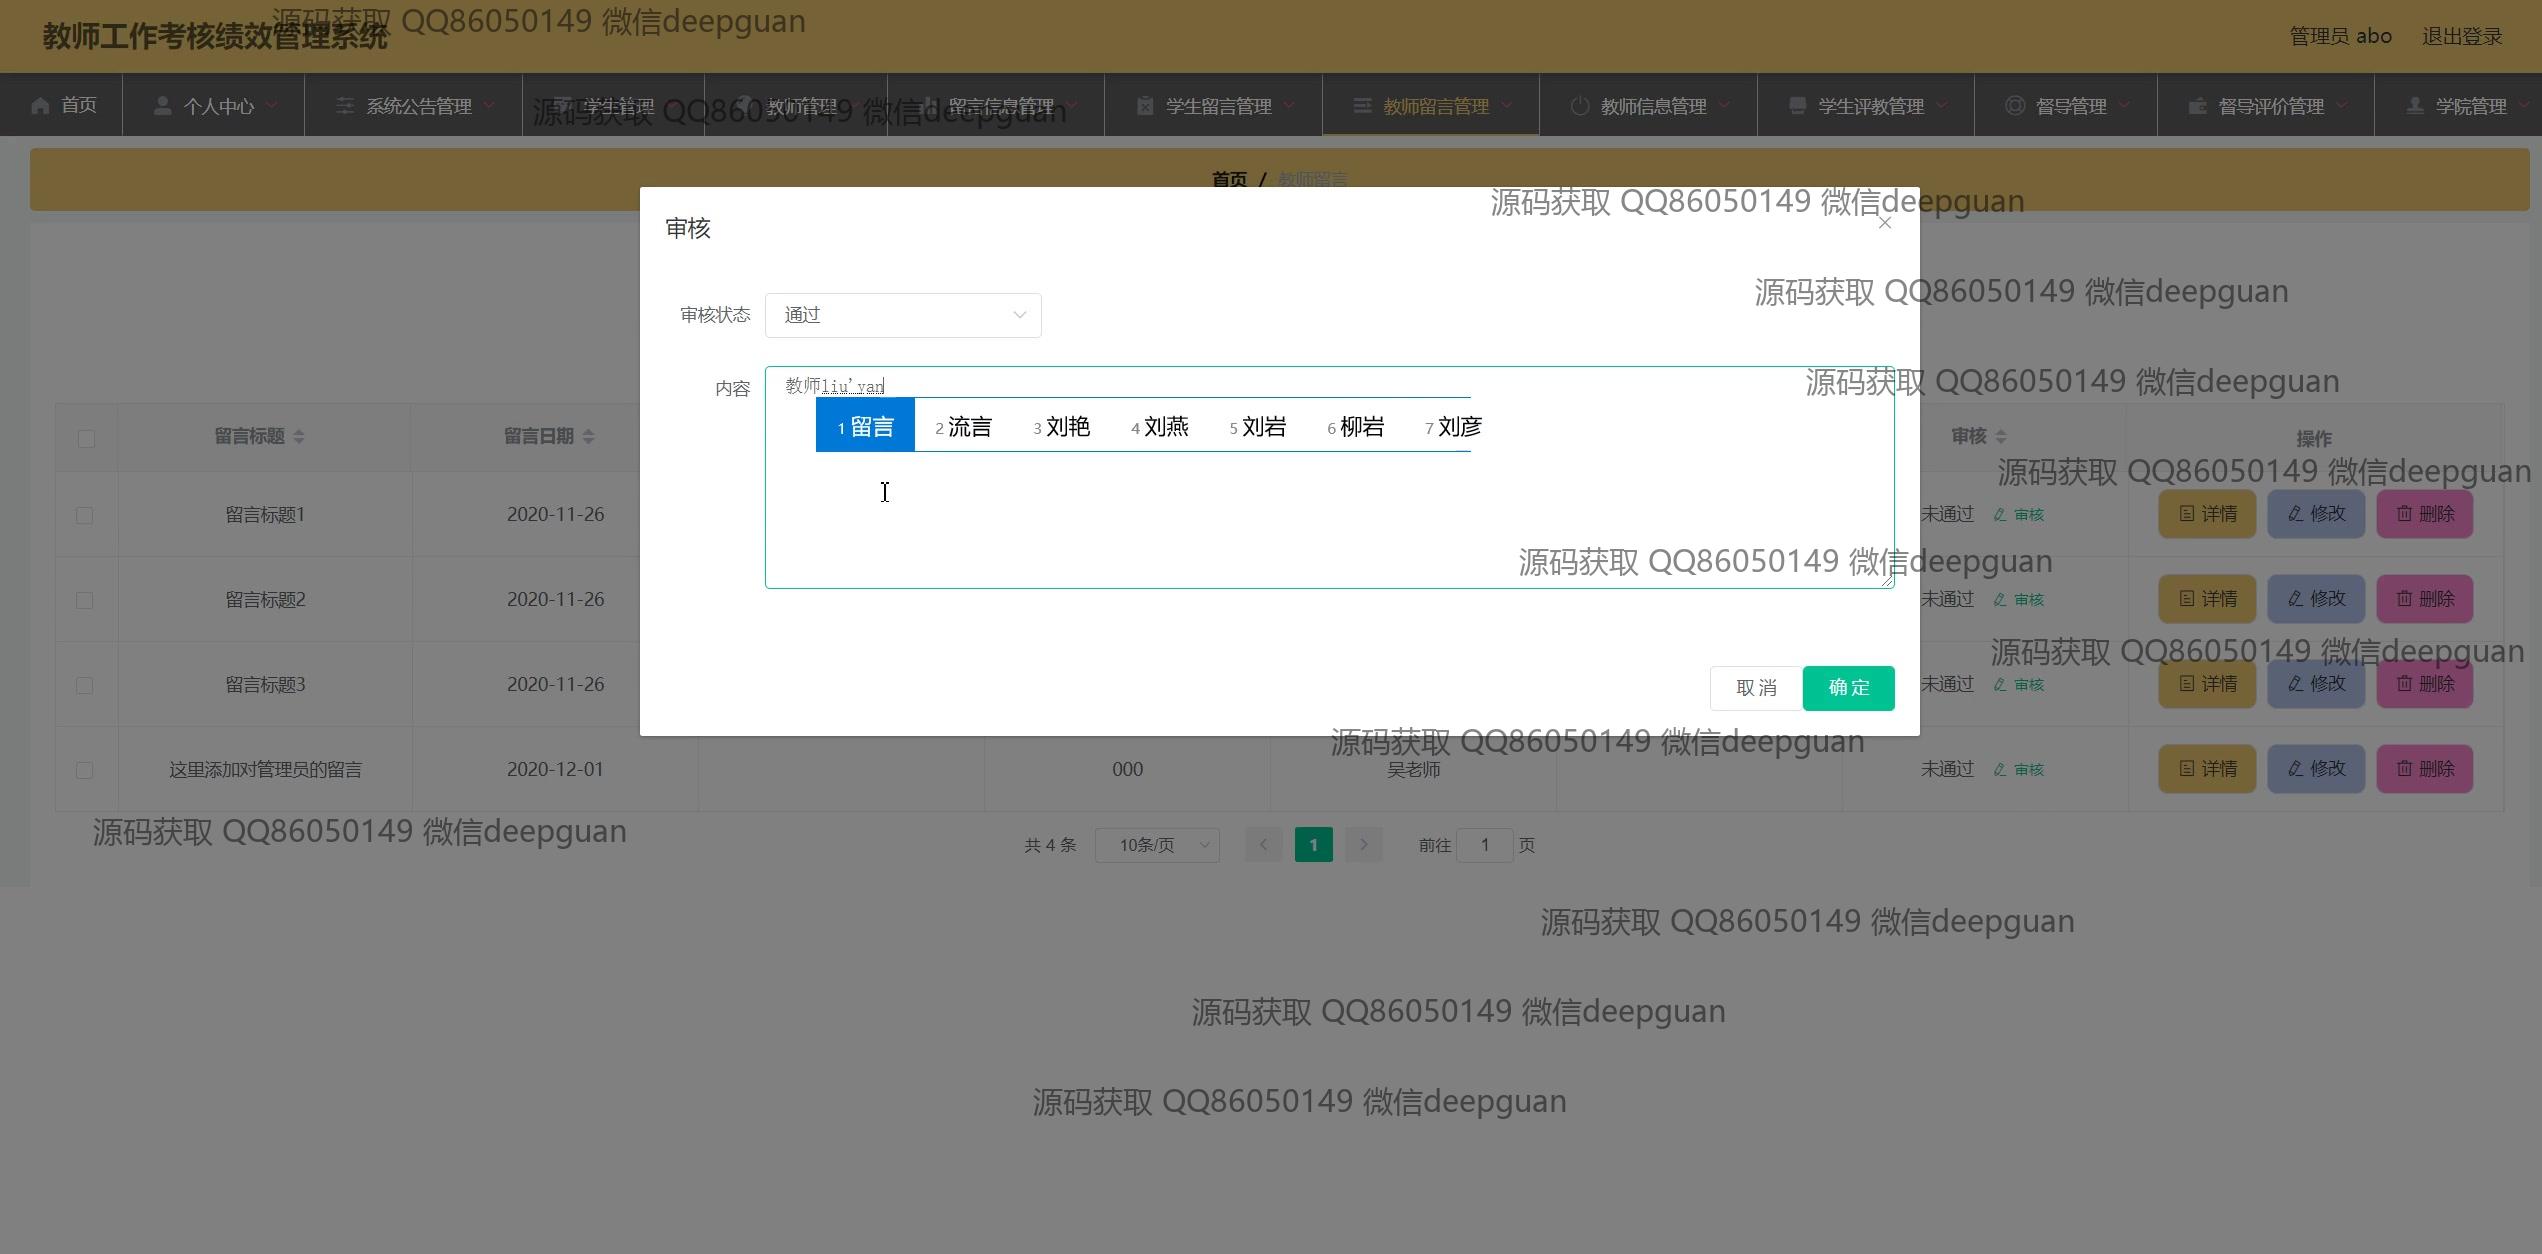 教师工作考核绩效管理系统
源码获取 QQ86050149 微信deepguan
管理员 abo 退出登录
首页 个人中心 系统公告管理 学生管理 教师管理 留言信息管理 学生留言管理 教师留言管理 教师信息管理 学生评教管理 督导管理 督导评价管理 学院管理
源码获取 QQ86050149 微信deepguan
首页 / 教师留言
源码获取 QQ86050149 微信deepguan
审核
源码获取 QQ86050149 微信deepguan
审核状态 通过
源码获取 QQ86050149 微信deepguan
内容 教师liu'yan
1 留言 2 流言 3 刘艳 4 刘燕 5 刘岩 6 柳岩 7 刘彦
留言标题 留言日期 审核 操作
源码获取 QQ86050149 微信deepguan
留言标题1 2020-11-26 未通过 审核 详情 修改 删除
源码获取 QQ86050149 微信deepguan
留言标题2 2020-11-26 未通过 审核 详情 修改 删除
源码获取 QQ86050149 微信deepguan
留言标题3 2020-11-26 未通过 审核 详情 修改 删除
取消 确定
源码获取 QQ86050149 微信deepguan
这里添加对管理员的留言 2020-12-01 000 吴老师 未通过 审核 详情 修改 删除
源码获取 QQ86050149 微信deepguan
共 4 条 10条/页 1 前往 1 页
源码获取 QQ86050149 微信deepguan
源码获取 QQ86050149 微信deepguan
源码获取 QQ86050149 微信deepguan